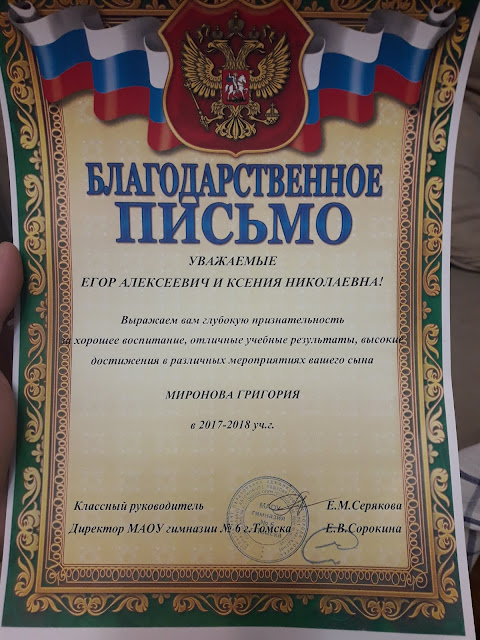 БЛАГОДАРСТВЕННОЕ
ПИСЬМО
УВАЖАЕМЫЕ
ЕГОР АЛЕКСЕЕВИЧ И КСЕНИЯ НИКОЛАЕВНА!
Выражаем вам глубокую признательность
за хорошее воспитание, отличные учебные результаты, высокие
достижения в различных мероприятиях вашего сына
МИРОНОВА ГРИГОРИЯ
в 2017-2018 уч.г.
Классный руководитель Е.М.Серякова
Директор МАОУ гимназии № 6 г.Томска Е.В.Сорокина
МАОУ